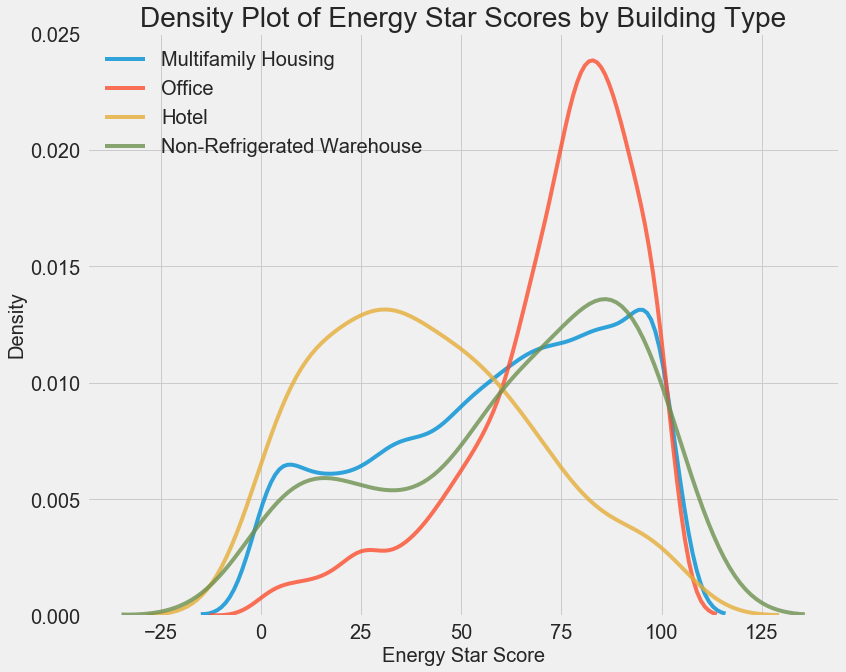 Density Plot of Energy Star Scores by Building Type
Multifamily Housing
Office
Hotel
Non-Refrigerated Warehouse
0.025
0.020
0.015
0.010
0.005
0.000
Density
−25 0 25 50 75 100 125
Energy Star Score